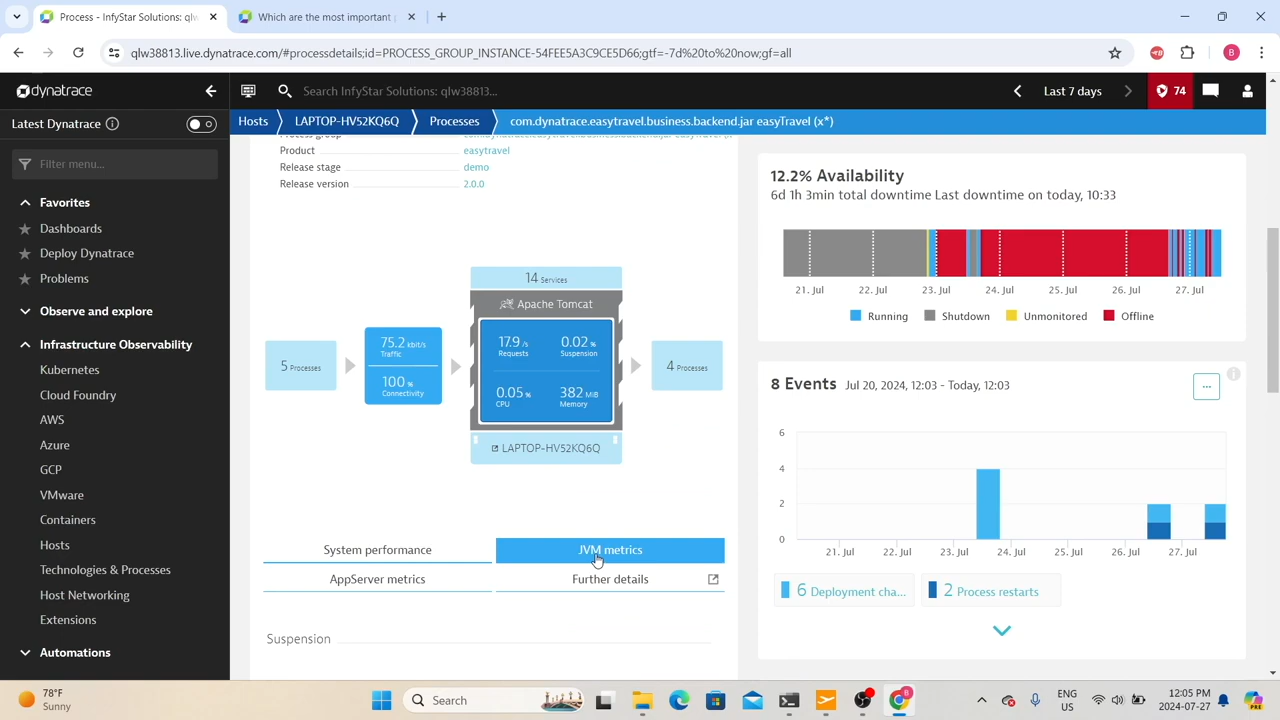 Process - InfyStar Solutions: qlw
Which are the most important p
qlw38813.live.dynatrace.com/#processdetails;id=PROCESS_GROUP_INSTANCE-54FEE5A3C9CE5D66;gtf=-7d%20to%20now;gf=all
B
dynatrace
Search InfyStar Solutions: qlw38813...
Last 7 days
74
Latest Dynatrace
Hosts
LAPTOP-HV52KQ6Q
Processes
com.dynatrace.easytravel.business.backend.jar easyTravel (x*)
Filter menu...
Favorites
Dashboards
Deploy Dynatrace
Problems
Observe and explore
Infrastructure Observability
Kubernetes
Cloud Foundry
AWS
Azure
GCP
VMware
Containers
Hosts
Technologies & Processes
Host Networking
Extensions
Automations
Process group
Product easytravel
Release stage demo
Release version 2.0.0
14 Services
Apache Tomcat
5 Processes
75.2 kbit/s
Traffic
100 %
Connectivity
17.9 /s
Requests
0.02 %
Suspension
0.05 %
CPU
382 MiB
Memory
4 Processes
LAPTOP-HV52KQ6Q
System performance
JVM metrics
AppServer metrics
Further details
Suspension
12.2% Availability
6d 1h 3min total downtime Last downtime on today, 10:33
21. Jul 22. Jul 23. Jul 24. Jul 25. Jul 26. Jul 27. Jul
Running Shutdown Unmonitored Offline
8 Events Jul 20, 2024, 12:03 - Today, 12:03
...
6
4
2
0
21. Jul 22. Jul 23. Jul 24. Jul 25. Jul 26. Jul 27. Jul
6 Deployment cha...
2 Process restarts
78°F
Sunny
Search
ENG
US
12:05 PM
2024-07-27
PRE